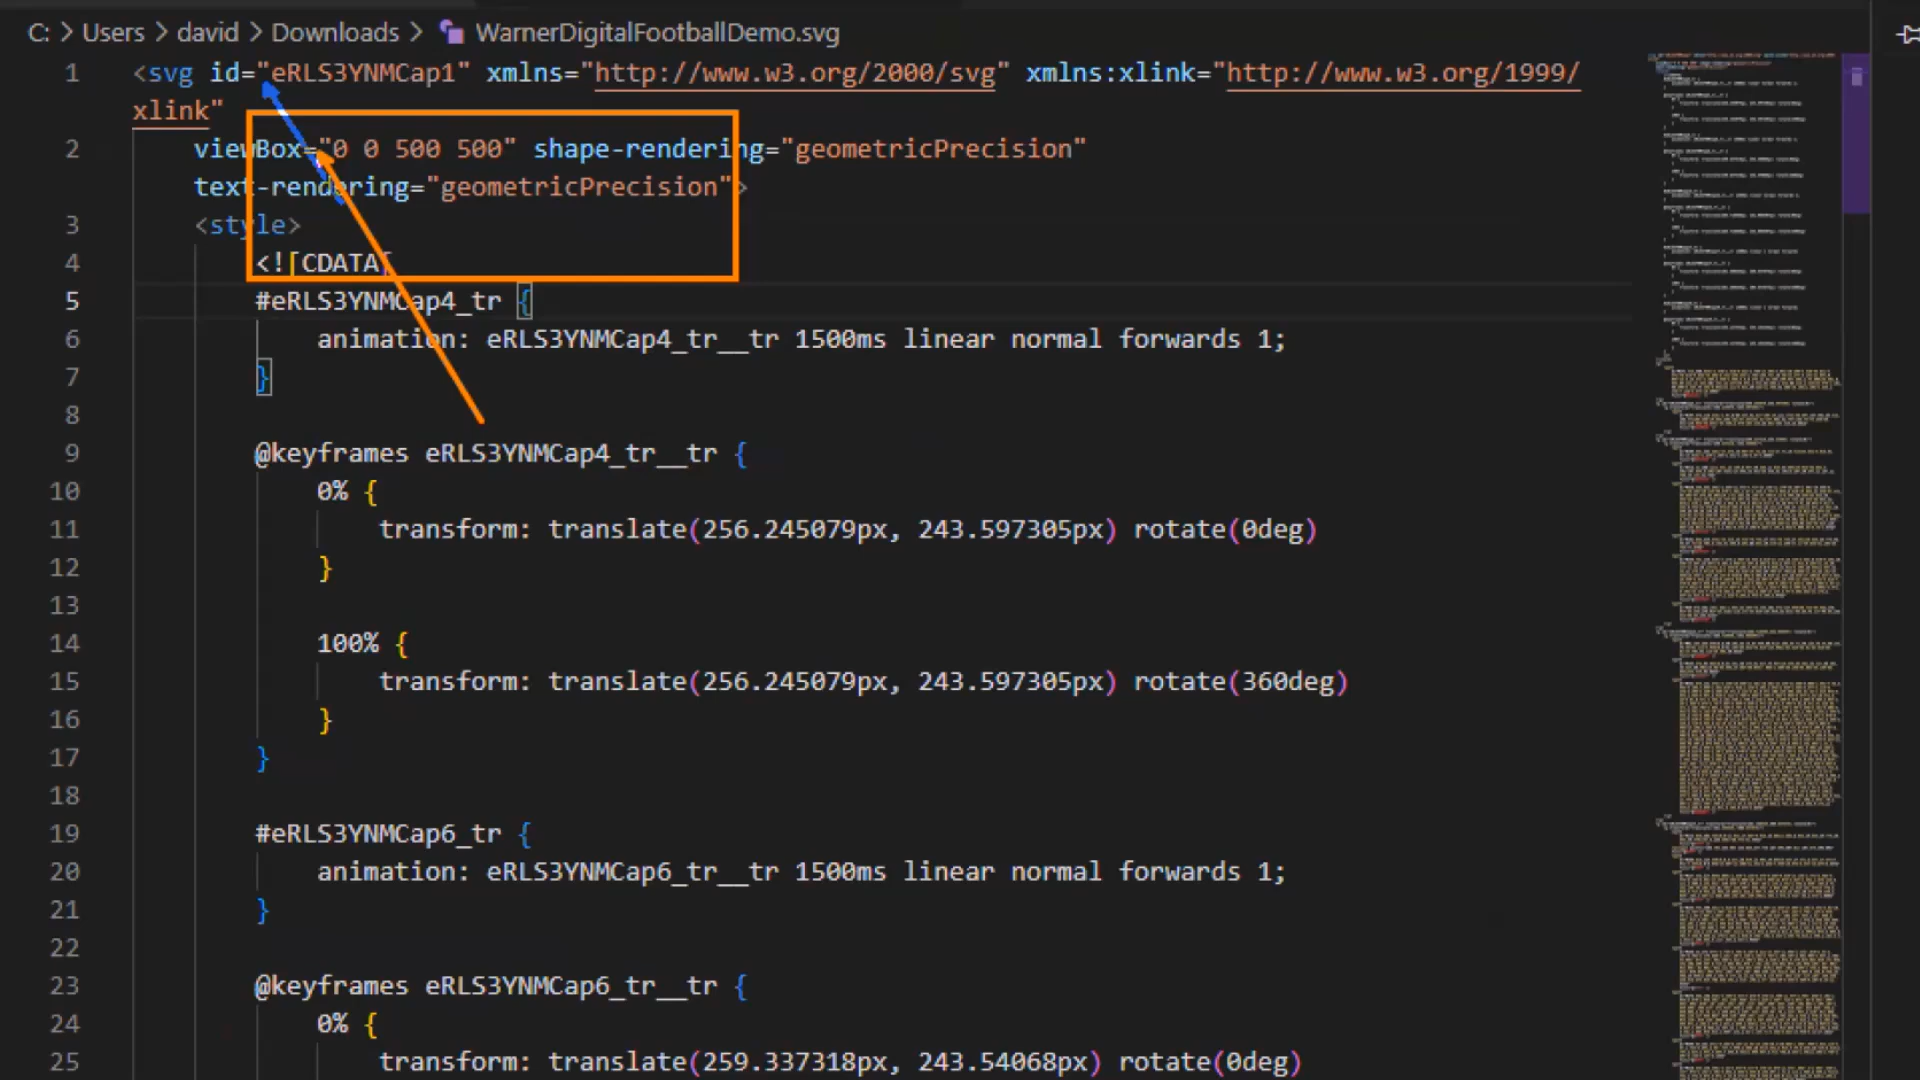 C: > Users > david > Downloads > WarnerDigitalFootballDemo.svg
1 <svg id="eRLS3YNMCap1" xmlns="http://www.w3.org/2000/svg" xmlns:xlink="http://www.w3.org/1999/
xlink"
2 viewBox="0 0 500 500" shape-rendering="geometricPrecision"
text-rendering="geometricPrecision">
3 <style>
4 <![CDATA[
5 #eRLS3YNMCap4_tr {
6 animation: eRLS3YNMCap4_tr__tr 1500ms linear normal forwards 1;
7 }
8
9 @keyframes eRLS3YNMCap4_tr__tr {
10 0% {
11 transform: translate(256.245079px, 243.597305px) rotate(0deg)
12 }
13
14 100% {
15 transform: translate(256.245079px, 243.597305px) rotate(360deg)
16 }
17 }
18
19 #eRLS3YNMCap6_tr {
20 animation: eRLS3YNMCap6_tr__tr 1500ms linear normal forwards 1;
21 }
22
23 @keyframes eRLS3YNMCap6_tr__tr {
24 0% {
25 transform: translate(259.337318px, 243.54068px) rotate(0deg)